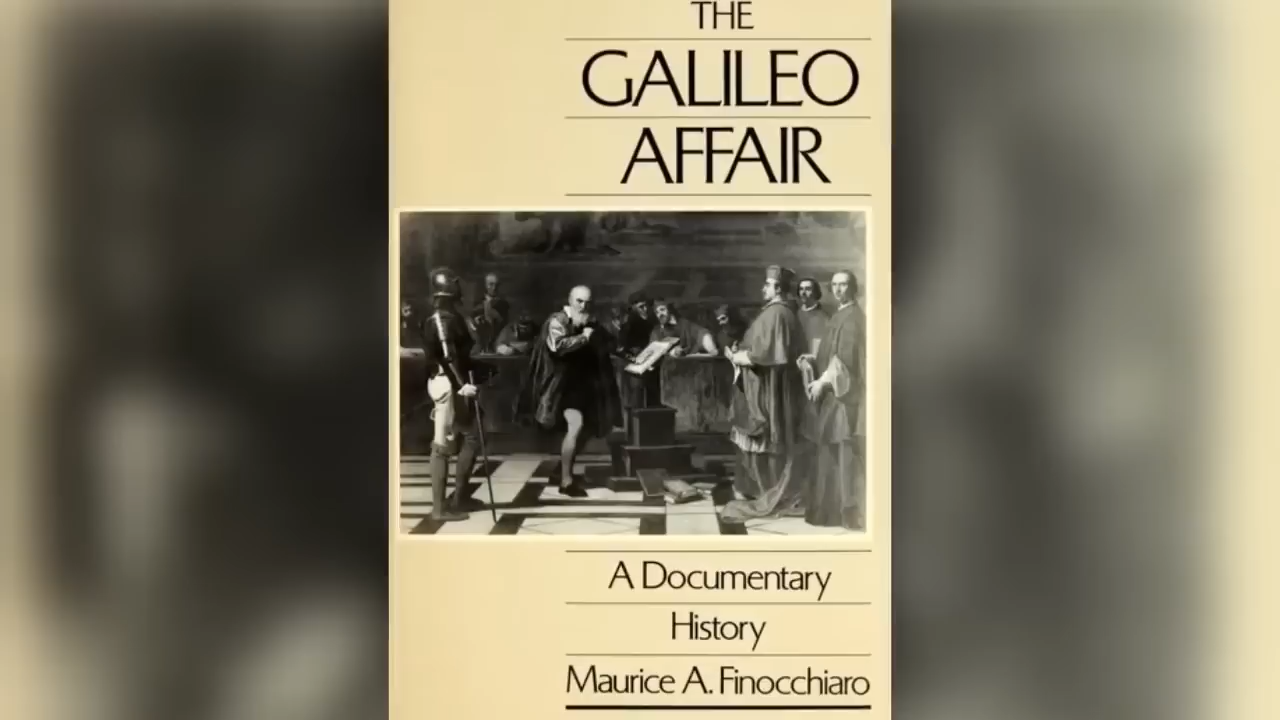 THE
GALILEO
AFFAIR
A Documentary
History
Maurice A. Finocchiaro